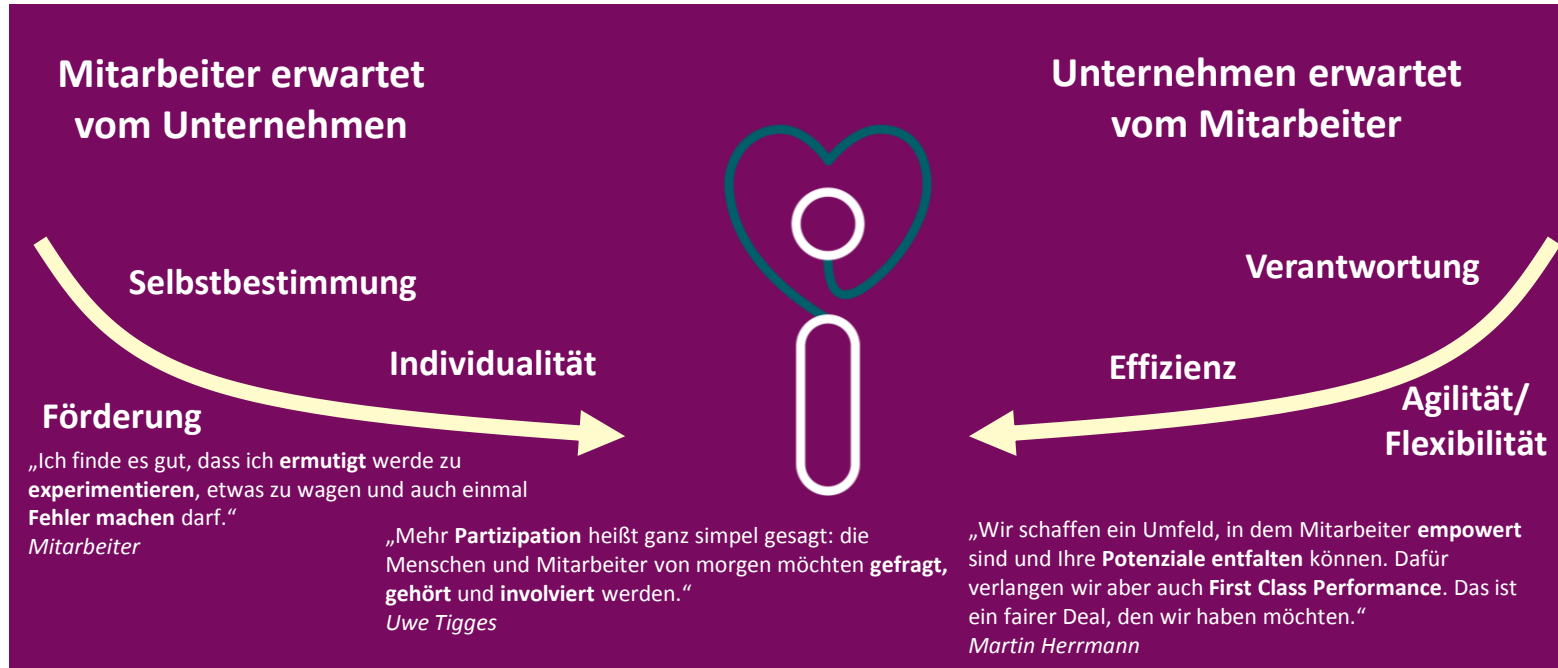 Mitarbeiter erwartet
vom Unternehmen
Unternehmen erwartet
vom Mitarbeiter
Selbstbestimmung
Individualität
Förderung
„Ich finde es gut, dass ich ermutigt werde zu
experimentieren, etwas zu wagen und auch einmal
Fehler machen darf.“
Mitarbeiter
„Mehr Partizipation heißt ganz simpel gesagt: die
Menschen und Mitarbeiter von morgen möchten gefragt,
gehört und involviert werden.“
Uwe Tigges
Verantwortung
Effizienz
Agilität/
Flexibilität
„Wir schaffen ein Umfeld, in dem Mitarbeiter empowert
sind und Ihre Potenziale entfalten können. Dafür
verlangen wir aber auch First Class Performance. Das ist
ein fairer Deal, den wir haben möchten.“
Martin Herrmann